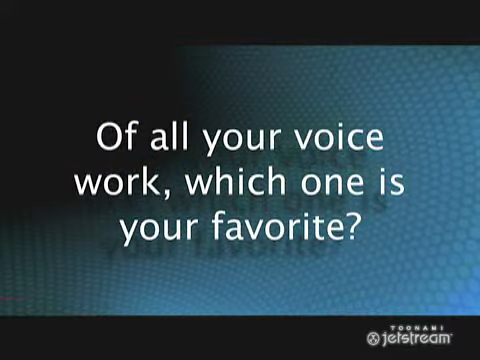 Of all your voice
work, which one is
your favorite?
TOONAMI
jetstream